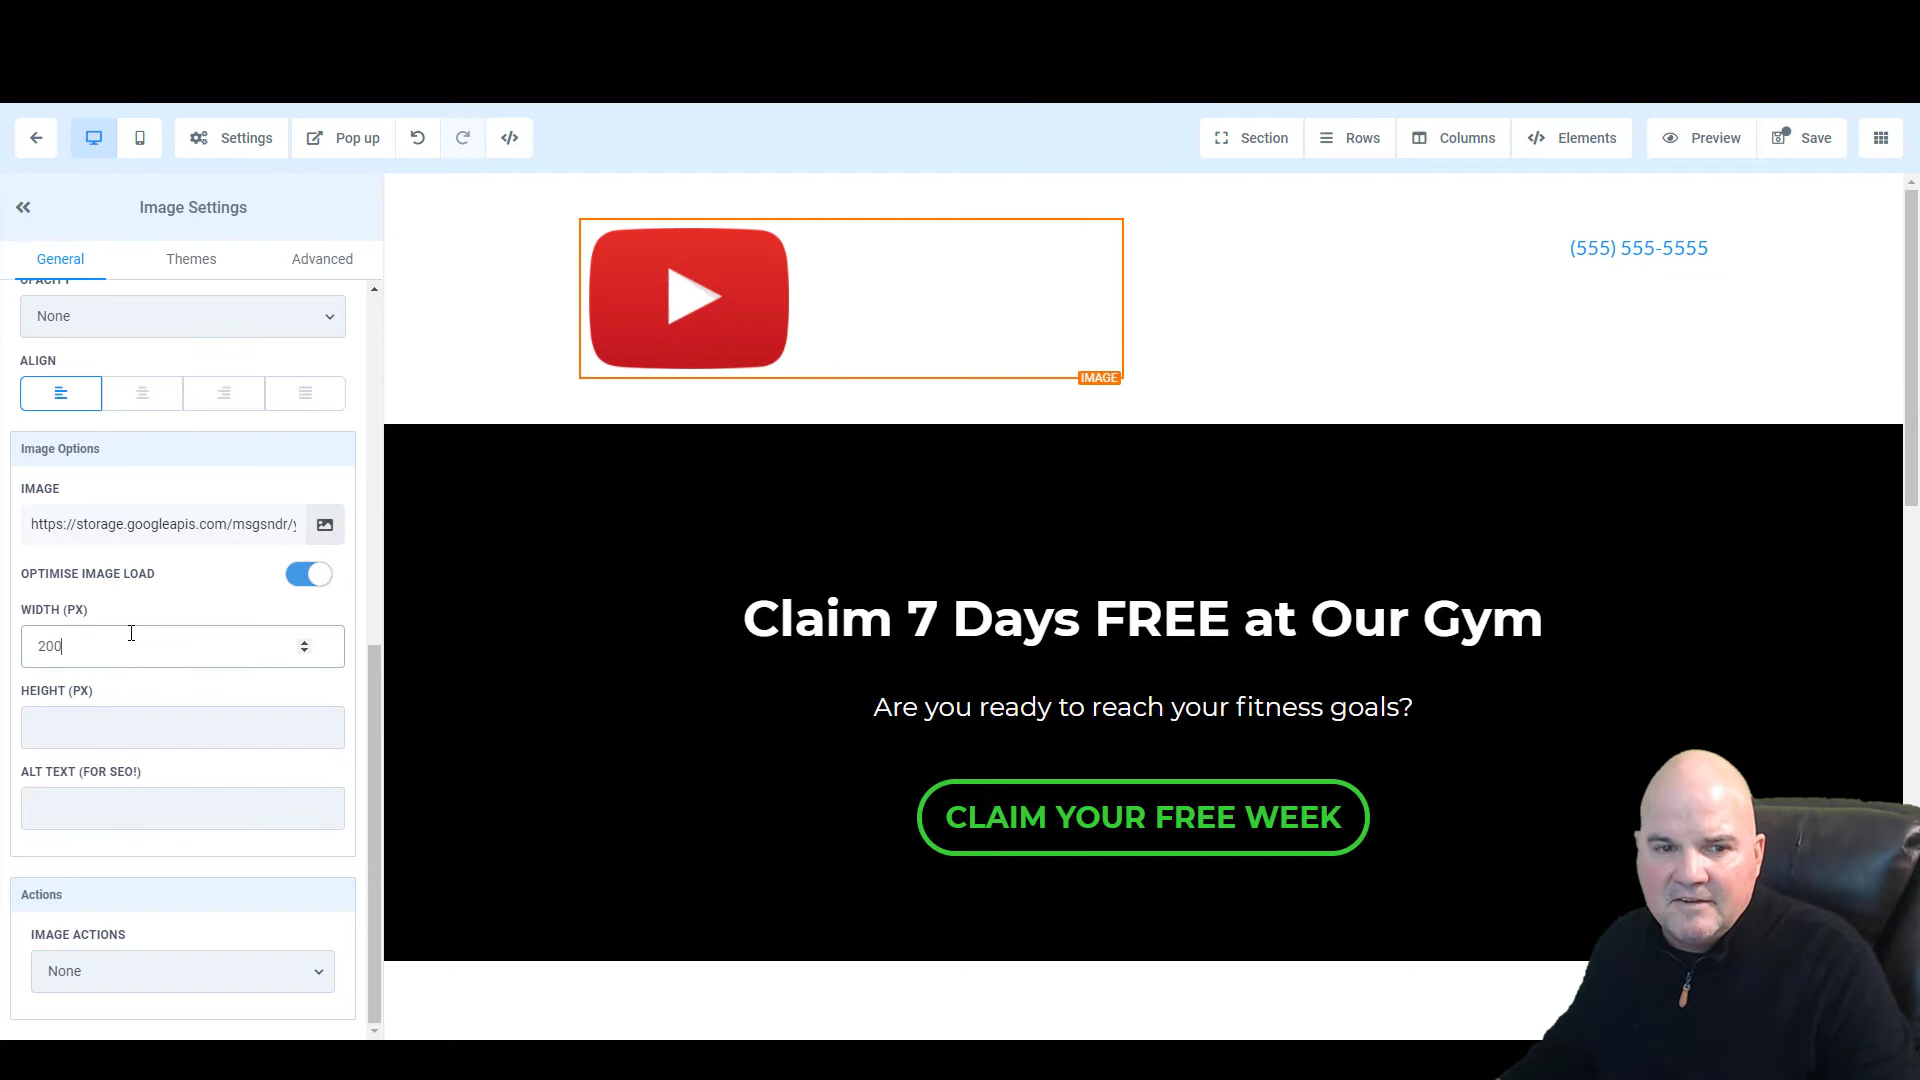 Settings
Pop up
Section
Rows
Columns
Elements
Preview
Save
Image Settings
General
Themes
Advanced
OPACITY
None
ALIGN
Image Options
IMAGE
https://storage.googleapis.com/msgsndr/y
OPTIMISE IMAGE LOAD
WIDTH (PX)
200
HEIGHT (PX)
ALT TEXT (FOR SEO!)
Actions
IMAGE ACTIONS
None
(555) 555-5555
IMAGE
Claim 7 Days FREE at Our Gym
Are you ready to reach your fitness goals?
CLAIM YOUR FREE WEEK